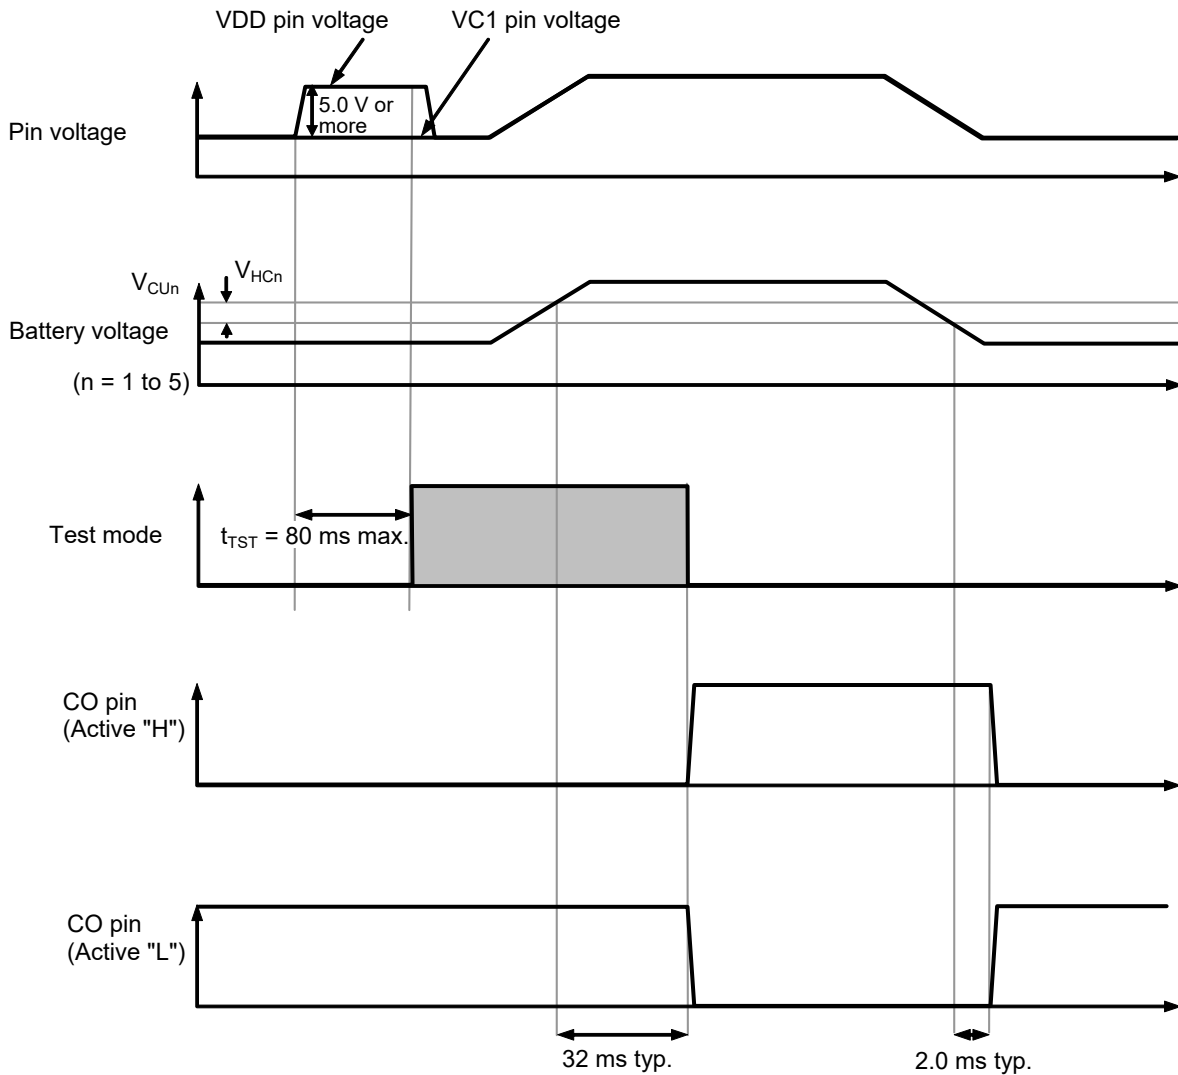 VDD pin voltage
VC1 pin voltage
5.0 V or
more
Pin voltage
VCUn
VHCn
Battery voltage
(n = 1 to 5)
Test mode
tTST = 80 ms max.
CO pin
(Active "H")
CO pin
(Active "L")
32 ms typ.
2.0 ms typ.